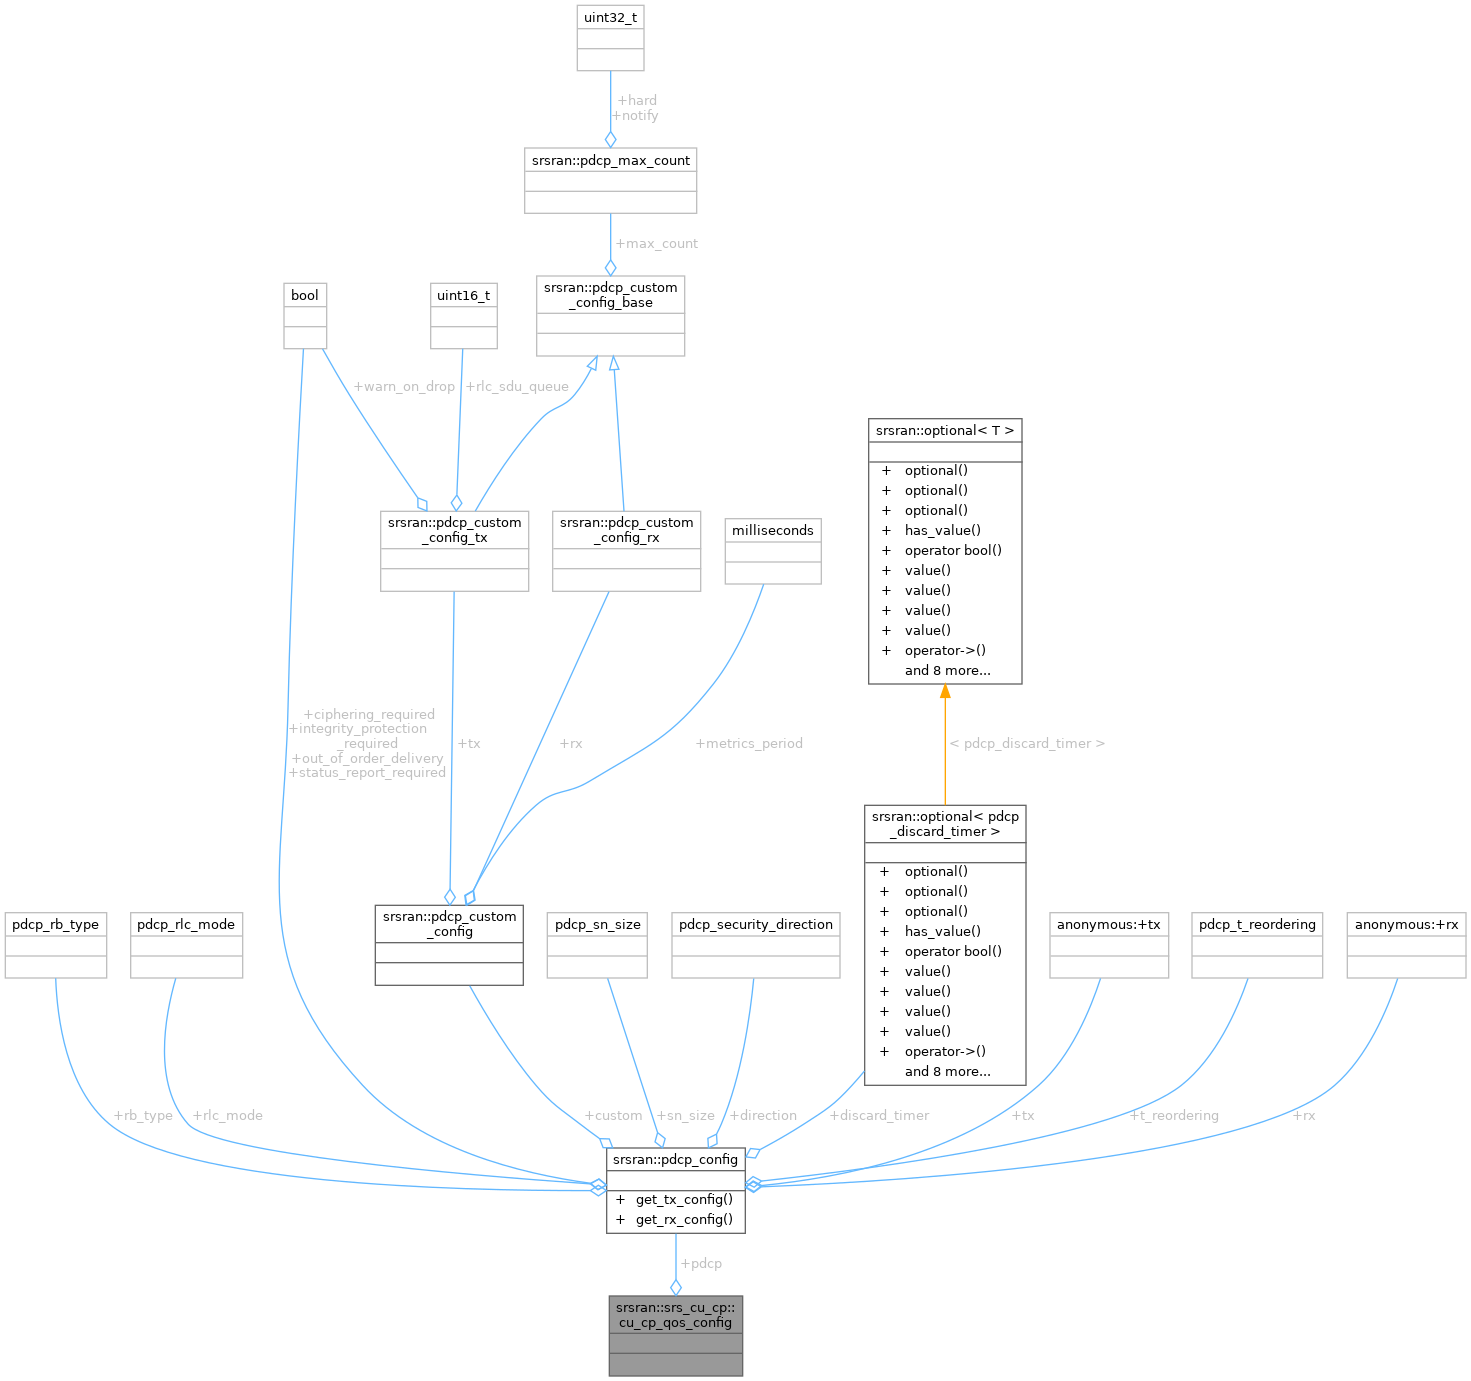 uint32_t
+hard
+notify
srsran::pdcp_max_count
+max_count
bool
uint16_t
srsran::pdcp_custom
_config_base
+warn_on_drop
+rlc_sdu_queue
srsran::optional< T >
+ optional()
+ optional()
+ optional()
+ has_value()
+ operator bool()
+ value()
+ value()
+ value()
+ value()
+ operator->()
and 8 more...
srsran::pdcp_custom
_config_tx
srsran::pdcp_custom
_config_rx
milliseconds
+ciphering_required
+integrity_protection
_required
+out_of_order_delivery
+status_report_required
+tx
+rx
+metrics_period
< pdcp_discard_timer >
srsran::optional< pdcp
_discard_timer >
+ optional()
+ optional()
+ optional()
+ has_value()
+ operator bool()
+ value()
+ value()
+ value()
+ value()
+ operator->()
and 8 more...
pdcp_rb_type
pdcp_rlc_mode
srsran::pdcp_custom
_config
pdcp_sn_size
pdcp_security_direction
anonymous:+tx
pdcp_t_reordering
anonymous:+rx
+rb_type
+rlc_mode
+custom
+sn_size
+direction
+discard_timer
+tx
+t_reordering
+rx
srsran::pdcp_config
+ get_tx_config()
+ get_rx_config()
+pdcp
srsran::srs_cu_cp::
cu_cp_qos_config